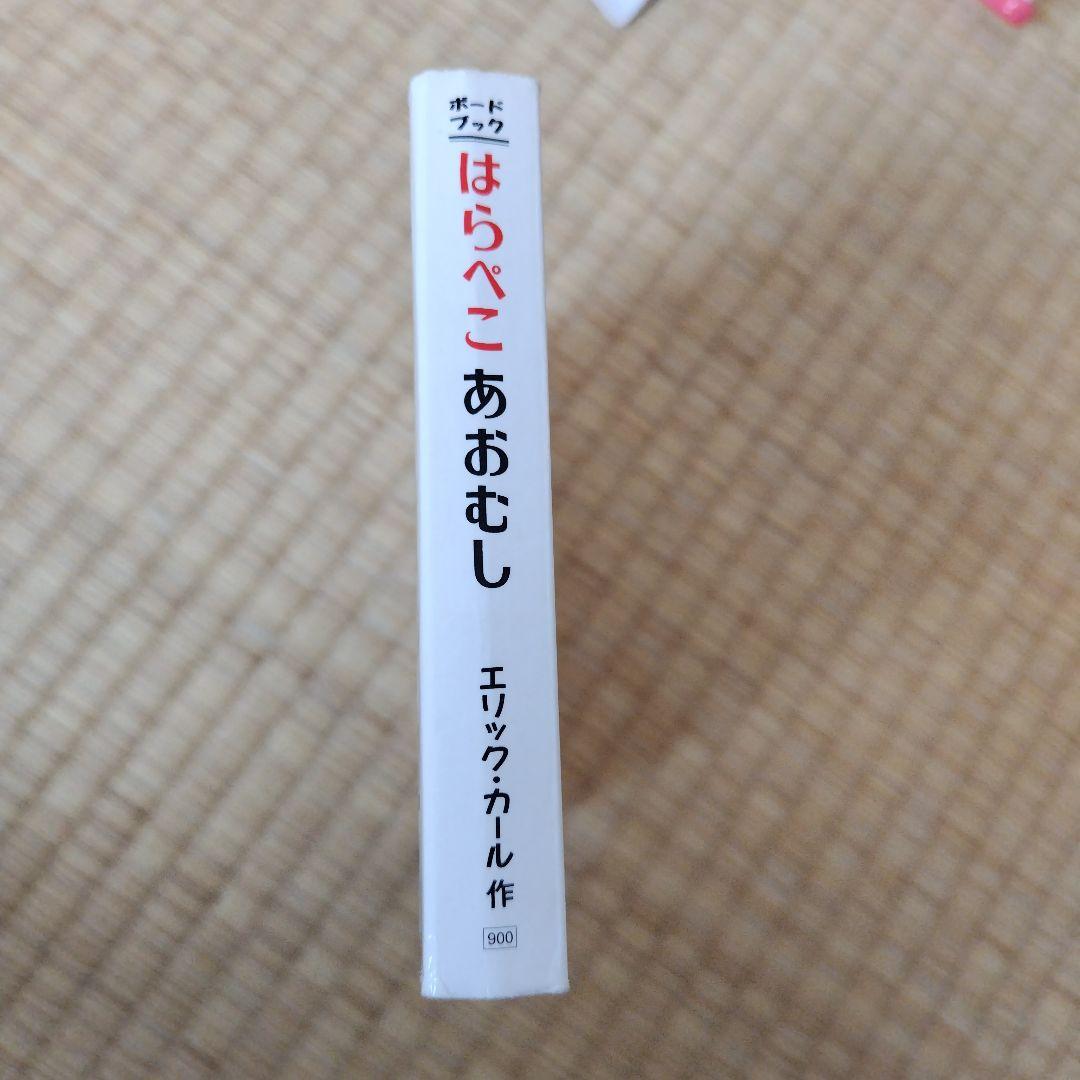 ボード
ブック
はらぺこあおむし
エリック・カール 作
900